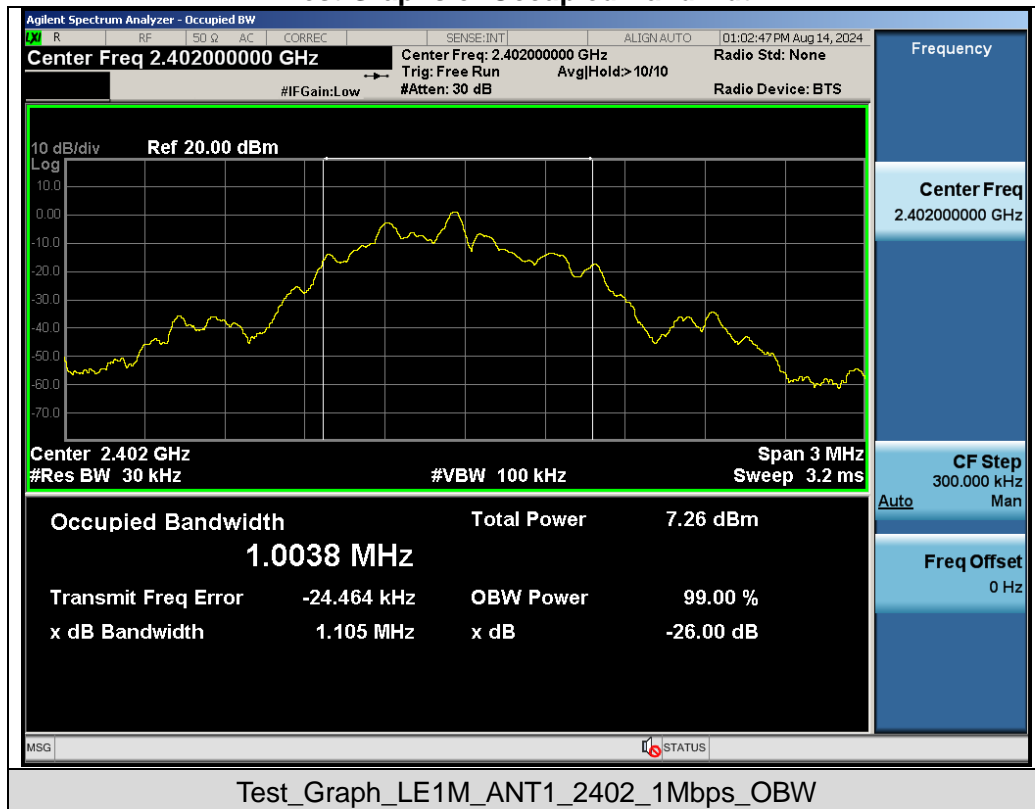 Agilent Spectrum Analyzer - Occupied BW
LXI R RF 50 Ω AC CORREC SENSE:INT ALIGN AUTO 01:02:47 PM Aug 14, 2024
Center Freq 2.402000000 GHz
Center Freq: 2.402000000 GHz
Radio Std: None
Trig: Free Run Avg|Hold:> 10/10
#IFGain:Low #Atten: 30 dB Radio Device: BTS
10 dB/div Ref 20.00 dBm
Log
10.0
0.00
-10.0
-20.0
-30.0
-40.0
-50.0
-60.0
-70.0
Center 2.402 GHz Span 3 MHz
#Res BW 30 kHz #VBW 100 kHz Sweep 3.2 ms
Occupied Bandwidth Total Power 7.26 dBm
1.0038 MHz
Transmit Freq Error -24.464 kHz OBW Power 99.00 %
x dB Bandwidth 1.105 MHz x dB -26.00 dB
MSG STATUS
Frequency
Center Freq
2.402000000 GHz
CF Step
300.000 kHz
Auto Man
Freq Offset
0 Hz
Test_Graph_LE1M_ANT1_2402_1Mbps_OBW